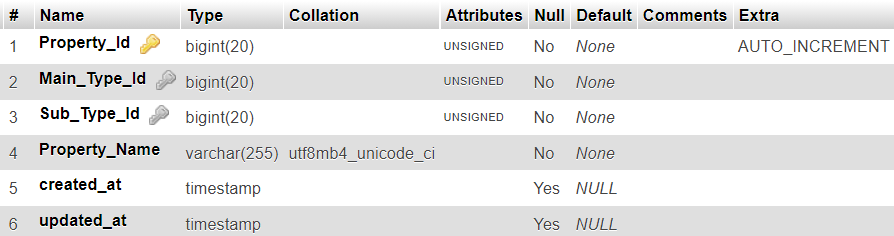 # Name Type Collation Attributes Null Default Comments Extra
1 Property_Id bigint(20) UNSIGNED No None AUTO_INCREMENT
2 Main_Type_Id bigint(20) UNSIGNED No None
3 Sub_Type_Id bigint(20) UNSIGNED No None
4 Property_Name varchar(255) utf8mb4_unicode_ci No None
5 created_at timestamp Yes NULL
6 updated_at timestamp Yes NULL